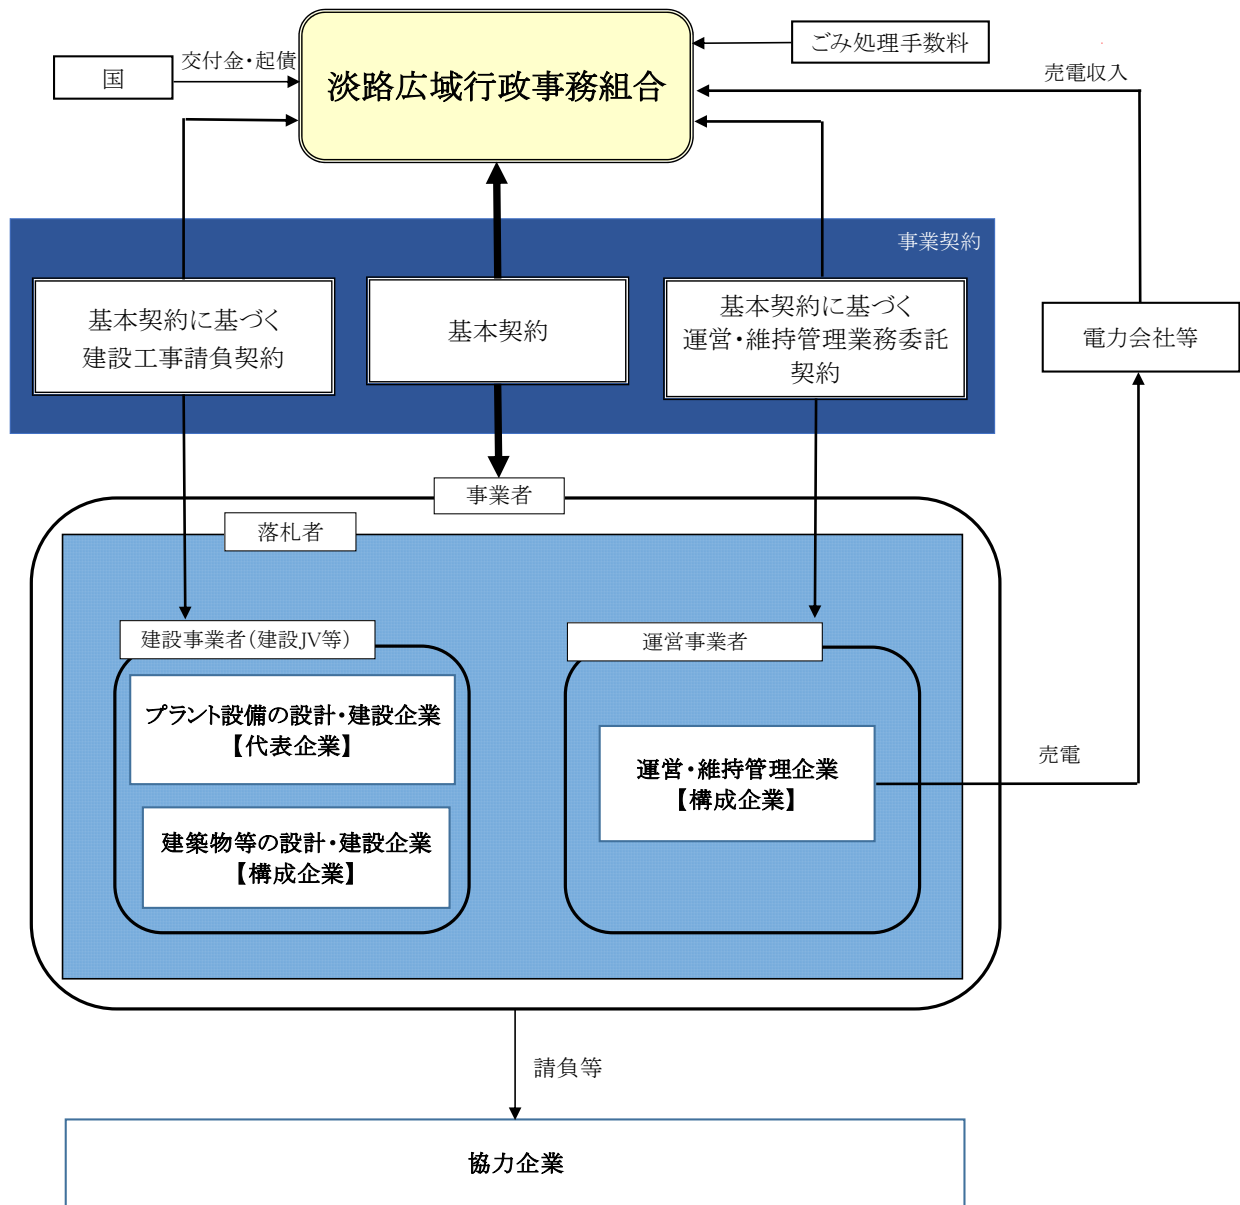 ごみ処理手数料
交付金・起債
国
淡路広域行政事務組合
売電収入
事業契約
基本契約に基づく
建設工事請負契約
基本契約
基本契約に基づく
運営・維持管理業務委託
契約
電力会社等
事業者
落札者
建設事業者(建設JV等)
運営事業者
プラント設備の設計・建設企業
【代表企業】
運営・維持管理企業
【構成企業】
売電
建築物等の設計・建設企業
【構成企業】
請負等
協力企業